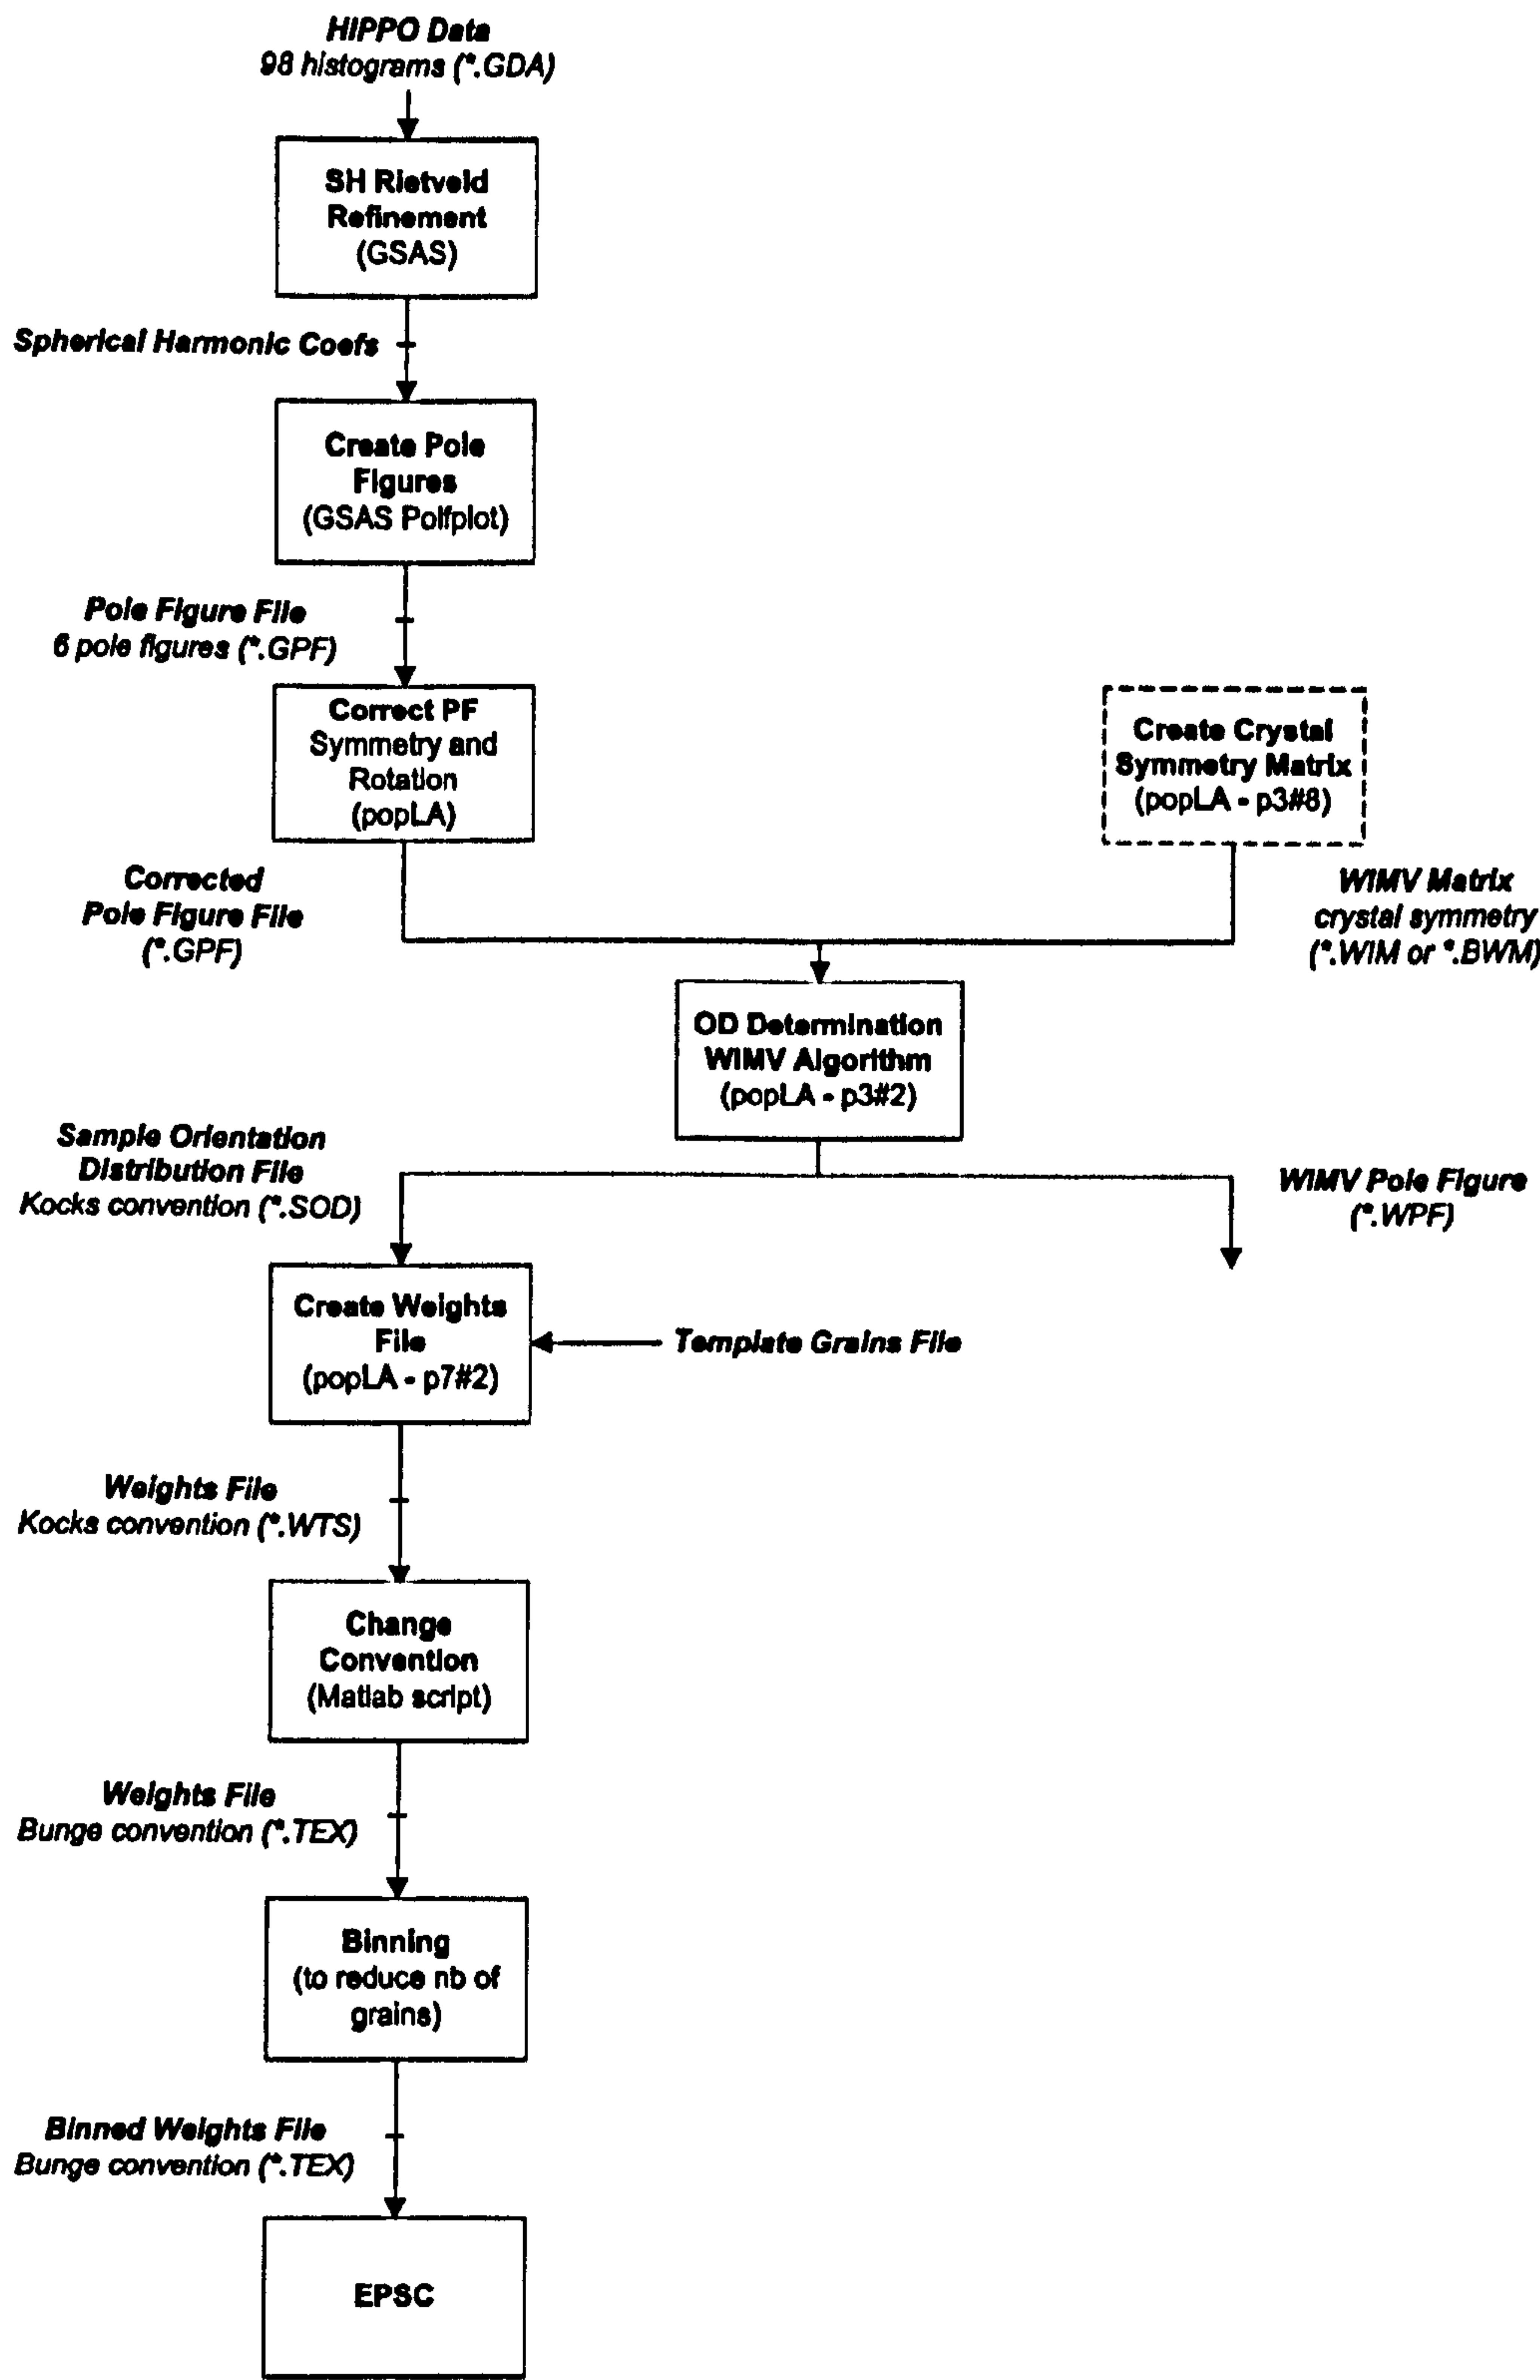 HIPPO Data
98 histograms (*.GDA)
SH Rietveld
Refinement
(GSAS)
Spherical Harmonic Coefs
Create Pole
Figures
(GSAS Polfplot)
Pole Figure File
6 pole figures (*.GPF)
Correct PF
Symmetry and
Rotation
(popLA)
Create Crystal
Symmetry Matrix
(popLA - p3#8)
Corrected
Pole Figure File
(*.GPF)
WIMV Matrix
crystal symmetry
(*.WIM or *.BWM)
OD Determination
WIMV Algorithm
(popLA - p3#2)
Sample Orientation
Distribution File
Kocks convention (*.SOD)
WIMV Pole Figure
(*.WPF)
Create Weights
File
(popLA - p7#2)
Template Grains File
Weights File
Kocks convention (*.WTS)
Change
Convention
(Matlab script)
Weights File
Bunge convention (*.TEX)
Binning
(to reduce nb of
grains)
Binned Weights File
Bunge convention (*.TEX)
EPSC